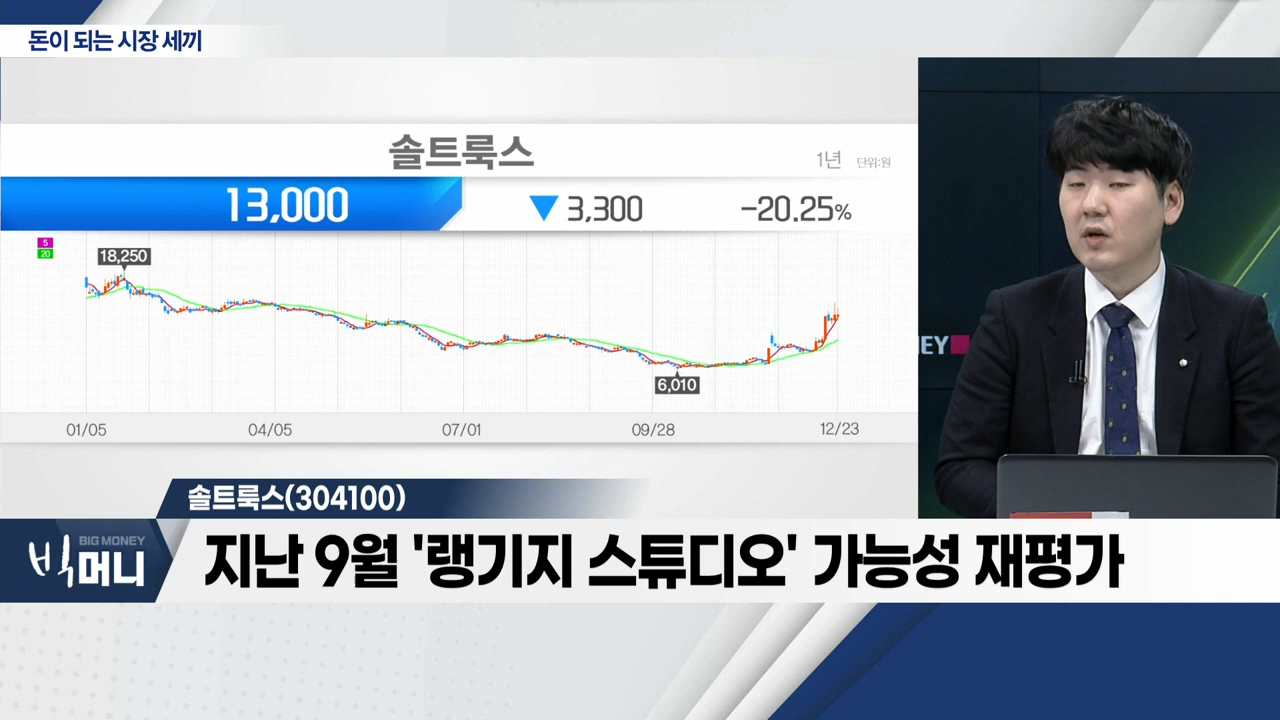 돈이 되는 시장 세끼
솔트룩스
1년 단위:원
13,000 ▼ 3,300 -20.25%
5
20
18,250
6,010
01/05 04/05 07/01 09/28 12/23
EY
솔트룩스(304100)
BIG MONEY
빅머니
지난 9월 '랭기지 스튜디오' 가능성 재평가